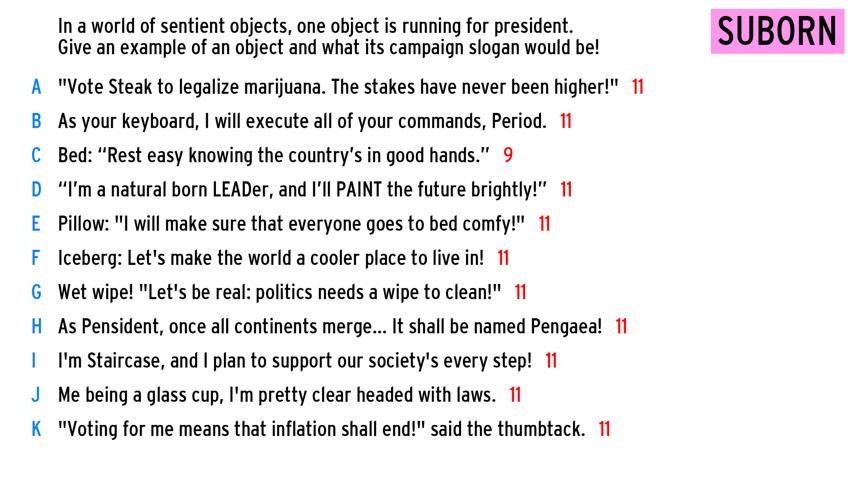 In a world of sentient objects, one object is running for president.
Give an example of an object and what its campaign slogan would be!
SUBORN
A "Vote Steak to legalize marijuana. The stakes have never been higher!" 11
B As your keyboard, I will execute all of your commands, Period. 11
C Bed: “Rest easy knowing the country’s in good hands.” 9
D “I’m a natural born LEADer, and I’ll PAINT the future brightly!” 11
E Pillow: "I will make sure that everyone goes to bed comfy!" 11
F Iceberg: Let's make the world a cooler place to live in! 11
G Wet wipe! "Let's be real: politics needs a wipe to clean!" 11
H As Pensident, once all continents merge... It shall be named Pengaea! 11
I I'm Staircase, and I plan to support our society's every step! 11
J Me being a glass cup, I'm pretty clear headed with laws. 11
K "Voting for me means that inflation shall end!" said the thumbtack. 11